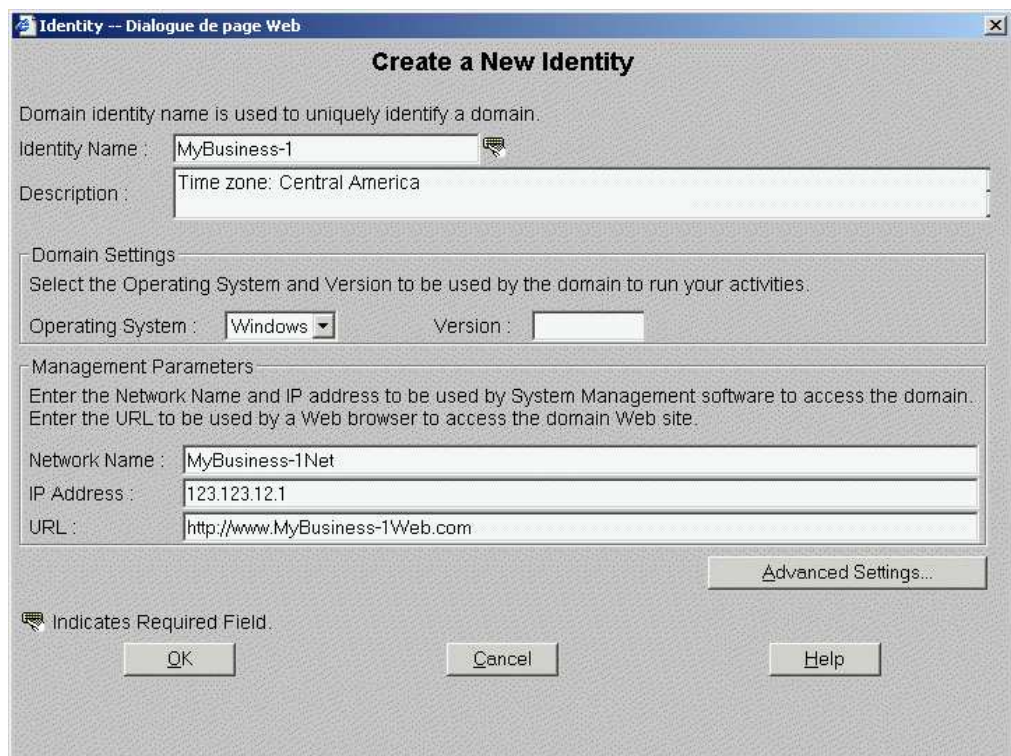 Identity -- Dialogue de page Web
Create a New Identity
Domain identity name is used to uniquely identify a domain.
Identity Name : MyBusiness-1
Description : Time zone: Central America
Domain Settings
Select the Operating System and Version to be used by the domain to run your activities.
Operating System : Windows Version :
Management Parameters
Enter the Network Name and IP address to be used by System Management software to access the domain.
Enter the URL to be used by a Web browser to access the domain Web site.
Network Name : MyBusiness-1Net
IP Address : 123.123.12.1
URL : http://www.MyBusiness-1Web.com
Advanced Settings...
Indicates Required Field.
OK Cancel Help